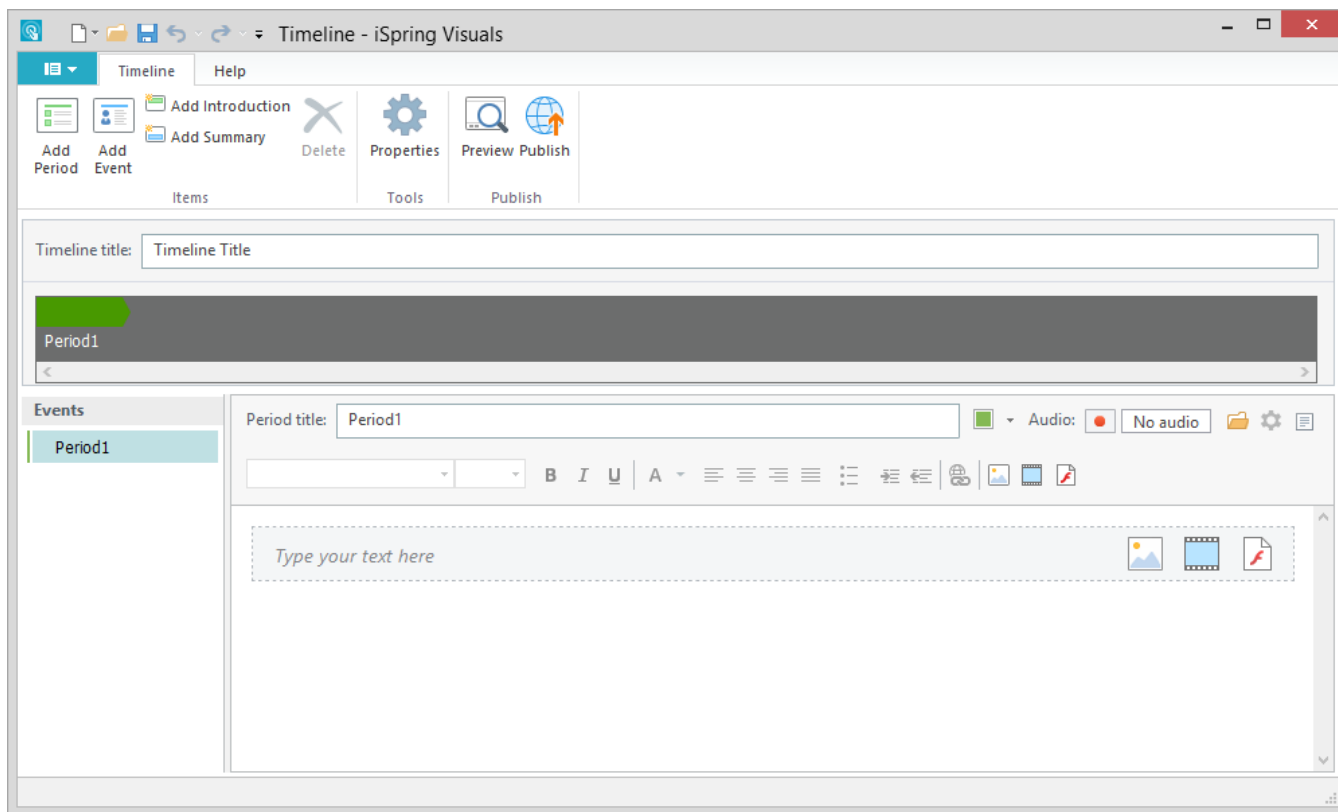 Timeline - iSpring Visuals
Timeline Help
Add Period
Add Event
Add Introduction
Add Summary
Delete
Properties
Preview Publish
Items Tools Publish
Timeline title: Timeline Title
Period1
Events
Period1
Period title: Period1 Audio: No audio
B I U A
Type your text here